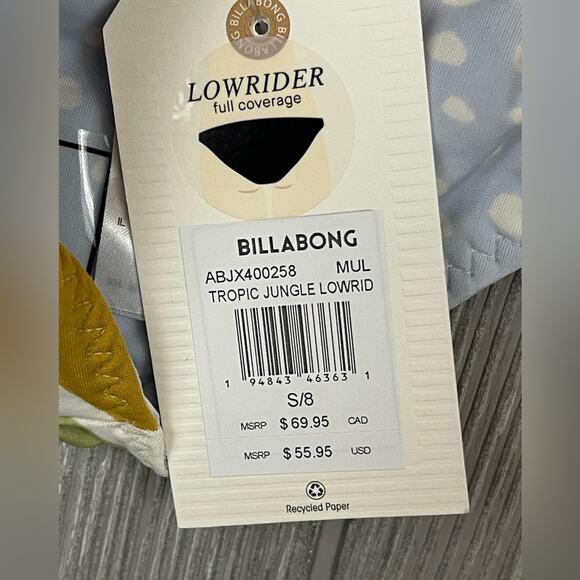 BILLABONG BILLABONG
LOWRIDER
full coverage
BILLABONG
ABJX400258 MUL
TROPIC JUNGLE LOWRID
1 94843 46363 1
S/8
MSRP $ 69.95 CAD
MSRP $ 55.95 USD
Recycled Paper